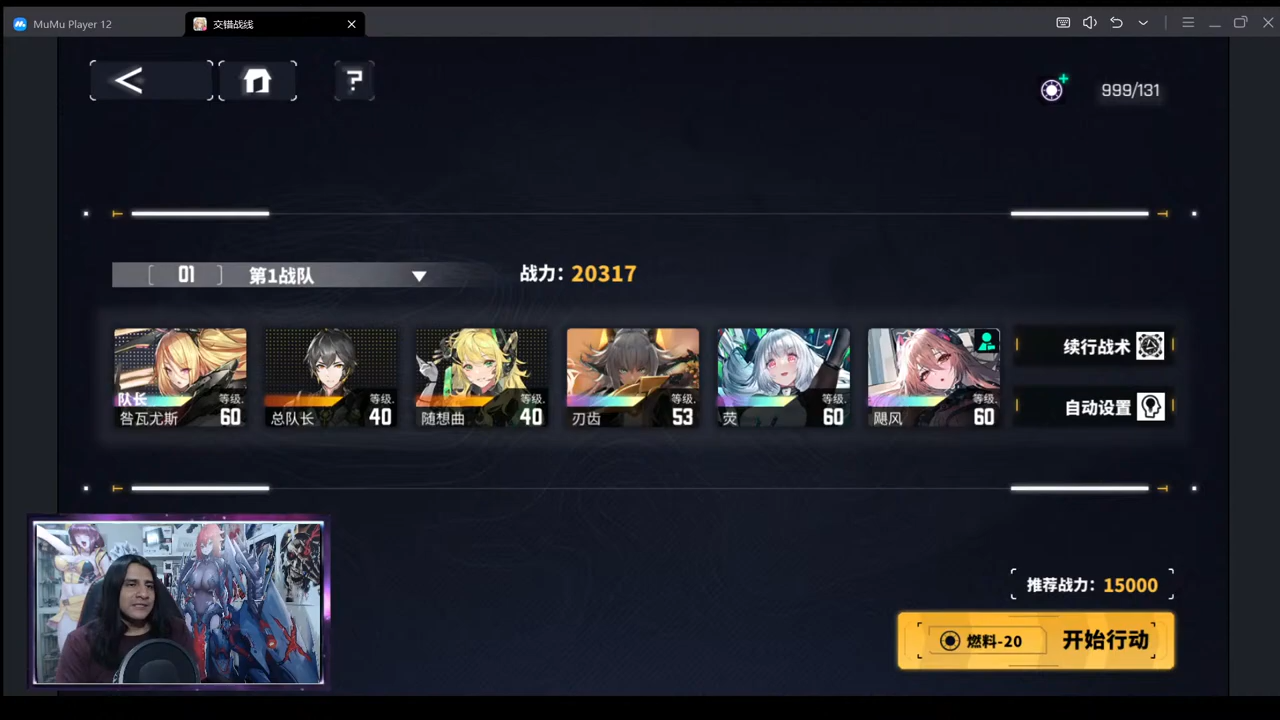 MuMu Player 12
交错战线
?
999/131
[ 01 ] 第1战队
战力: 20317
队长
昝瓦尤斯
等级.
60
总队长
等级.
40
随想曲
等级.
40
刃齿
等级.
53
荧
等级.
60
飓风
等级.
60
续行战术
自动设置
推荐战力: 15000
燃料-20
开始行动